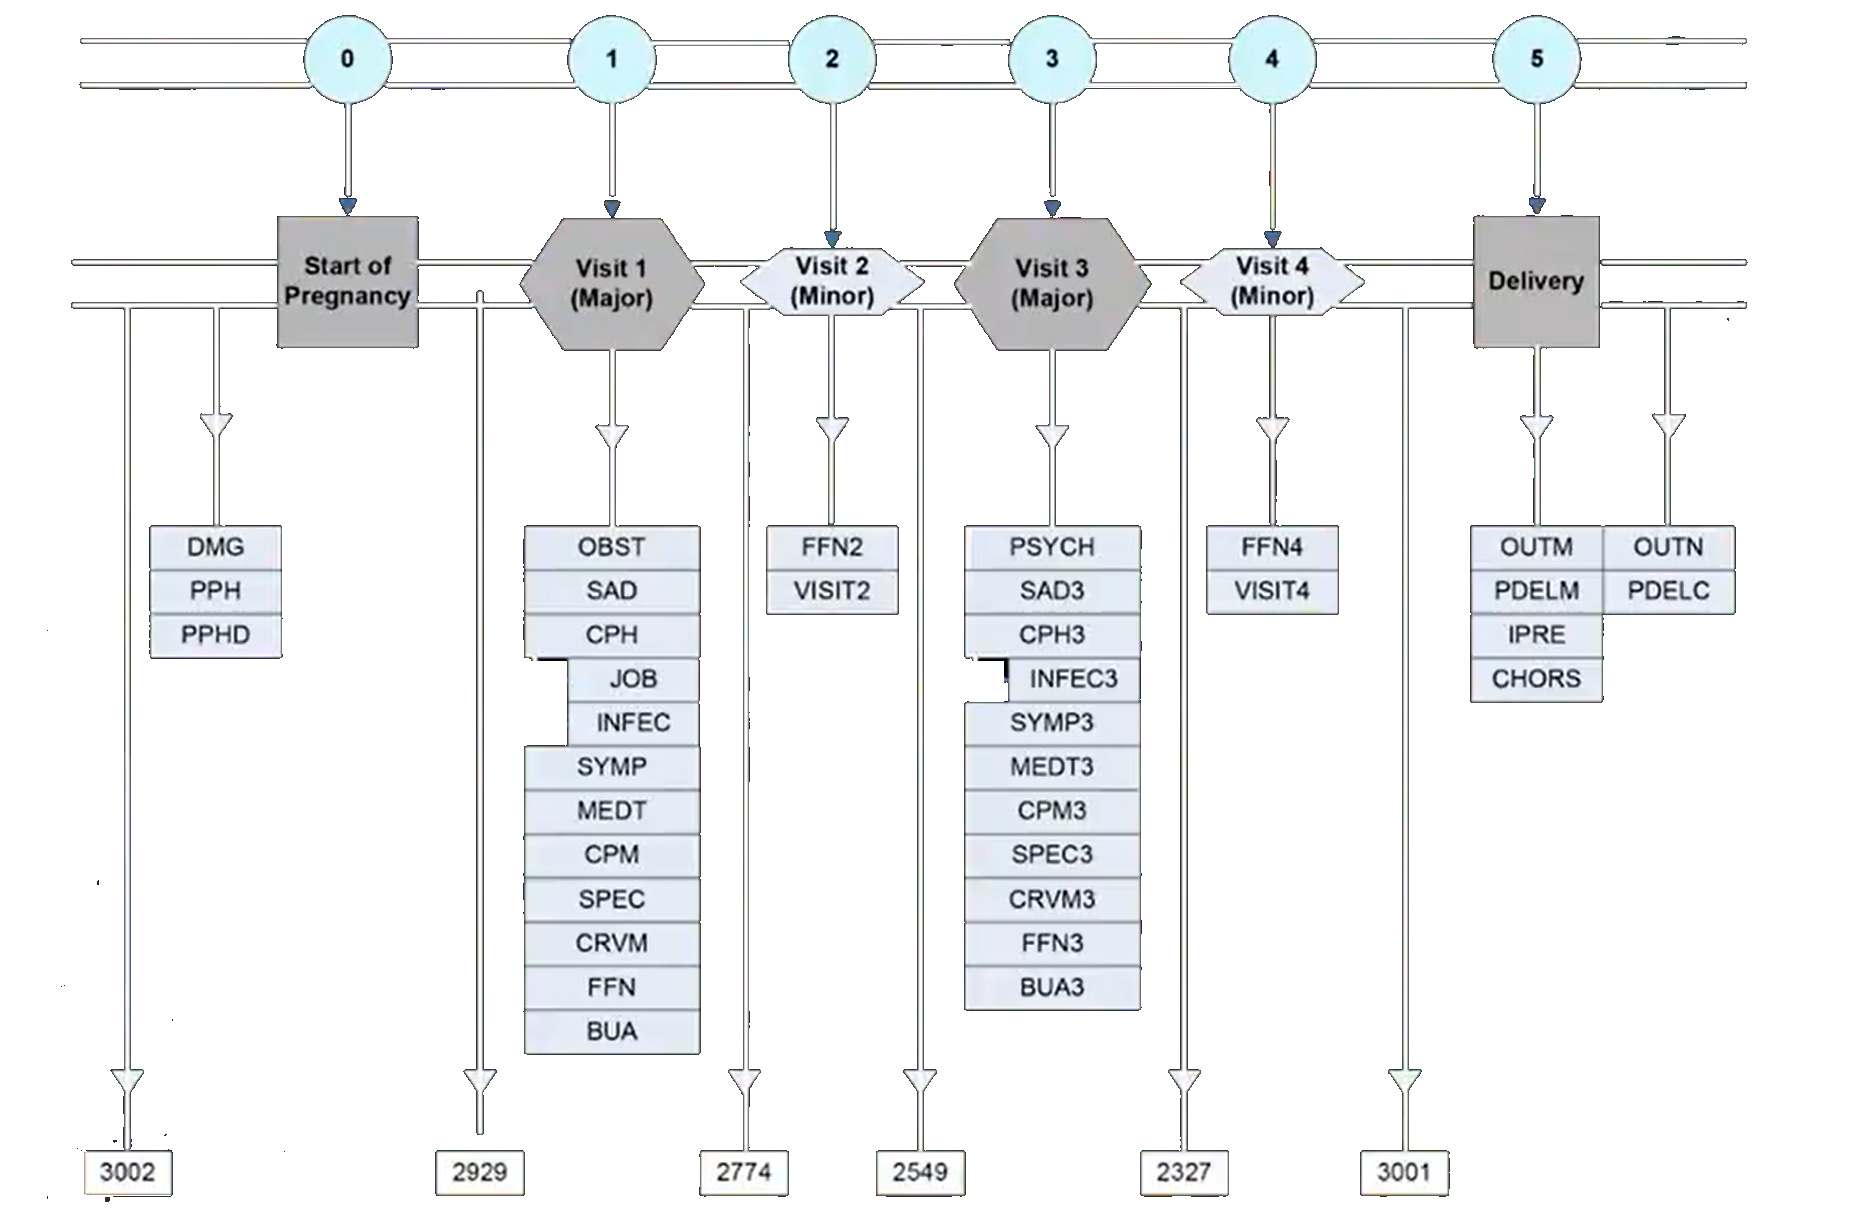 0
1
2
3
4
5
Start of
Pregnancy
Visit 1
(Major)
Visit 2
(Minor)
Visit 3
(Major)
Visit 4
(Minor)
Delivery
DMG
PPH
PPHD
OBST
SAD
CPH
JOB
INFEC
SYMP
MEDT
CPM
SPEC
CRVM
FFN
BUA
FFN2
VISIT2
PSYCH
SAD3
CPH3
INFEC3
SYMP3
MEDT3
CPM3
SPEC3
CRVM3
FFN3
BUA3
FFN4
VISIT4
OUTM
PDELM
IPRE
CHORS
OUTN
PDELC
3002
2929
2774
2549
2327
3001